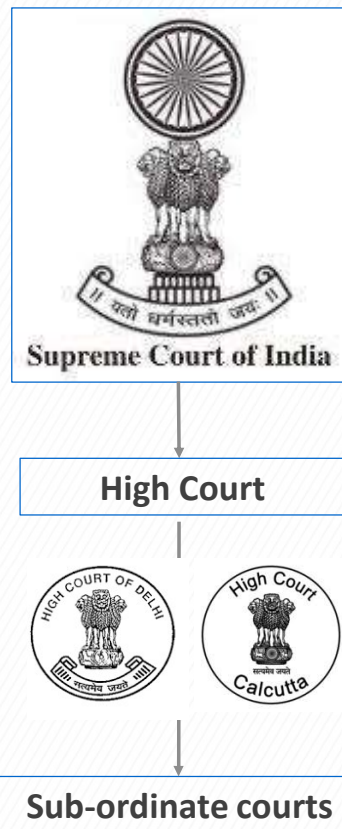 ॥ यतो धर्मस्ततो जयः ॥
Supreme Court of India
High Court
HIGH COURT OF DELHI
सत्यमेव जयते
High Court
सत्यमेव जयते
Calcutta
Sub-ordinate courts